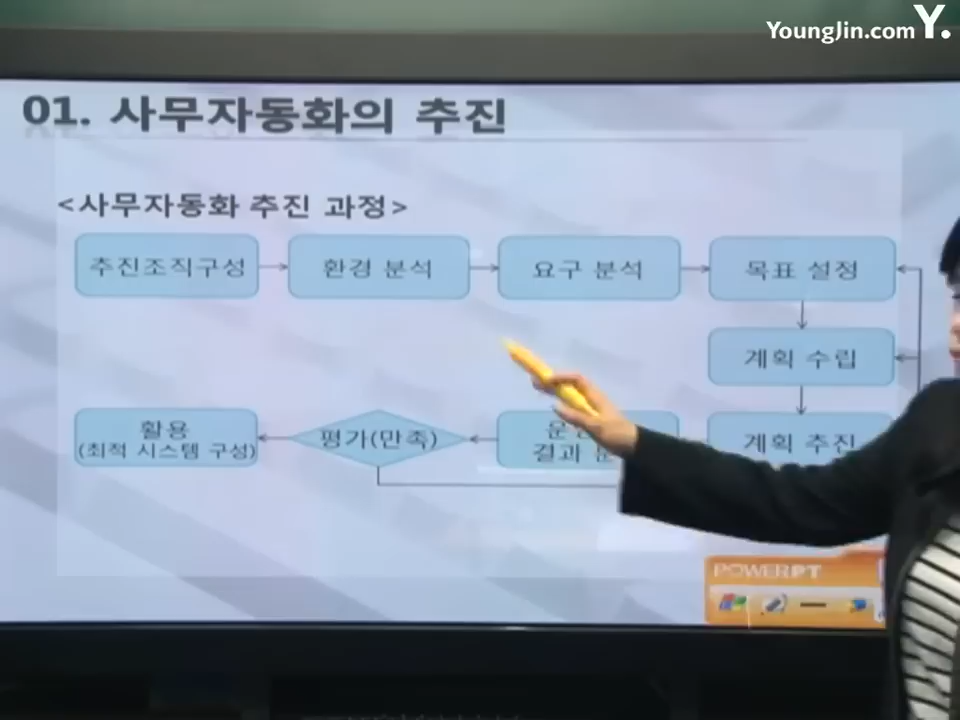 YoungJin.com Y.
01. 사무자동화의 추진
<사무자동화 추진 과정>
추진조직구성
환경 분석
요구 분석
목표 설정
계획 수립
계획 추진
결과
평가(만족)
활용
(최적 시스템 구성)
POWERPT